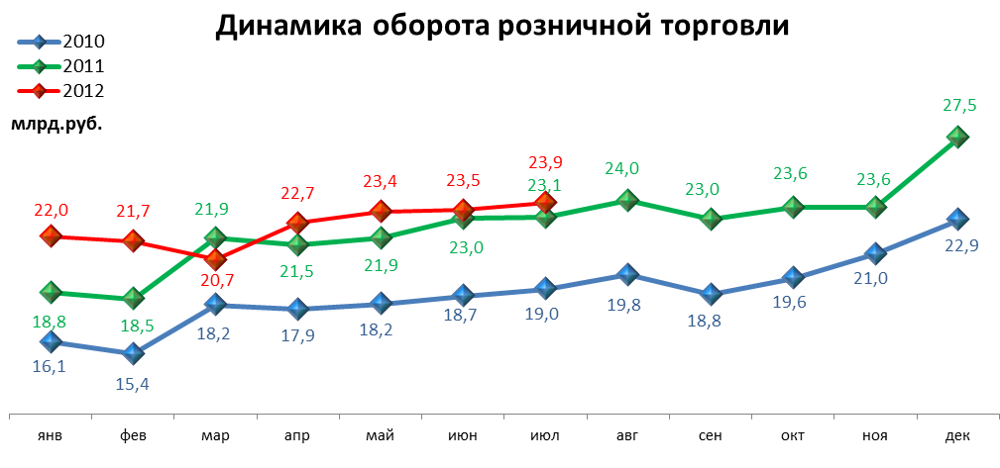 Динамика оборота розничной торговли
2010
2011
2012
млрд.руб.
27,5
22,0 21,7 21,9 22,7 23,4 23,5 23,9 24,0 23,0 23,6 23,6
23,1
20,7 21,5 21,9 23,0
18,8 18,5 18,2 17,9 18,2 18,7 19,0 19,8 18,8 19,6 21,0 22,9
16,1 15,4
янв фев мар апр май июн июл авг сен окт ноя дек